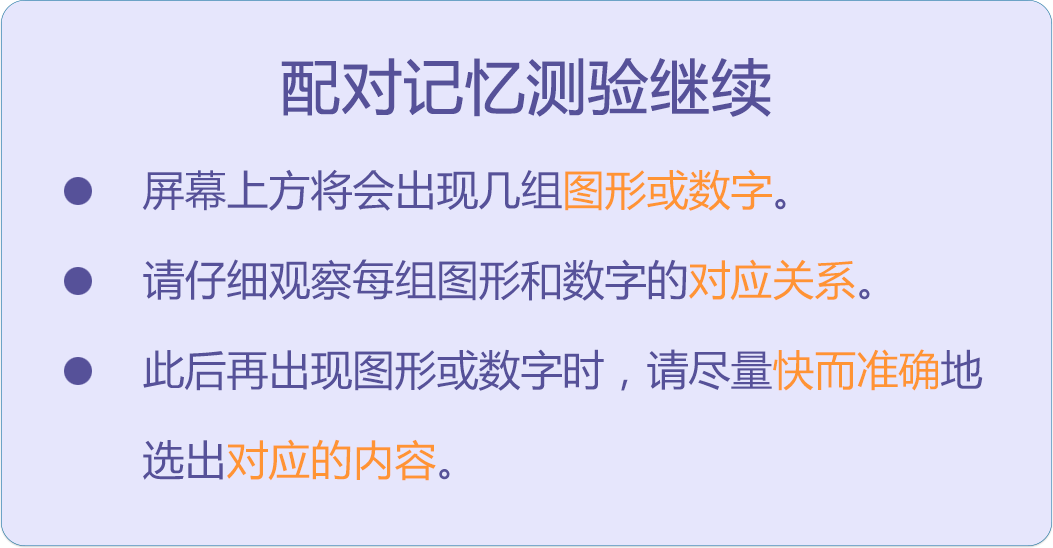 配对记忆测验继续
● 屏幕上方将会出现几组图形或数字。
● 请仔细观察每组图形和数字的对应关系。
● 此后再出现图形或数字时，请尽量快而准确地
选出对应的内容。